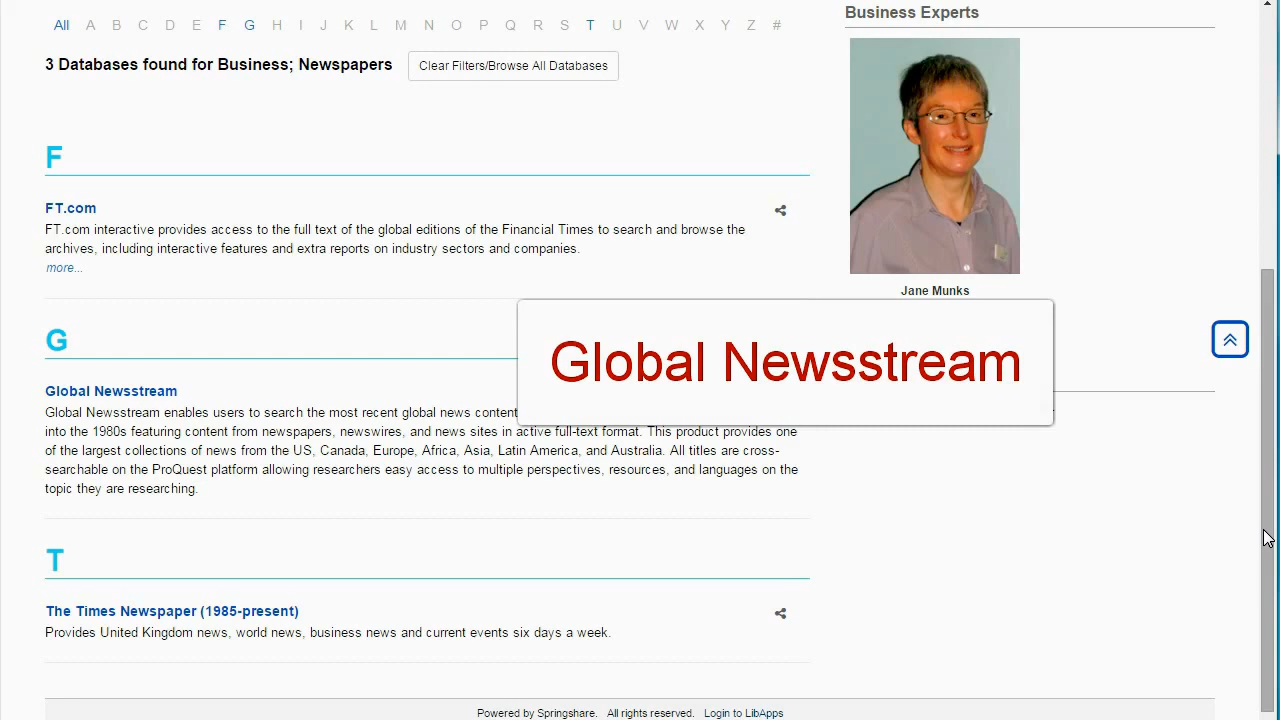 Business Experts
All A B C D E F G H I J K L M N O P Q R S T U V W X Y Z #
3 Databases found for Business; Newspapers
Clear Filters/Browse All Databases
F
FT.com
FT.com interactive provides access to the full text of the global editions of the Financial Times to search and browse the
archives, including interactive features and extra reports on industry sectors and companies.
more...
Jane Munks
G
Global Newsstream
Global Newsstream
Global Newsstream enables users to search the most recent global news content
into the 1980s featuring content from newspapers, newswires, and news sites in active full-text format. This product provides one
of the largest collections of news from the US, Canada, Europe, Africa, Asia, Latin America, and Australia. All titles are cross-
searchable on the ProQuest platform allowing researchers easy access to multiple perspectives, resources, and languages on the
topic they are researching.
T
The Times Newspaper (1985-present)
Provides United Kingdom news, world news, business news and current events six days a week.
Powered by Springshare. All rights reserved. Login to LibApps